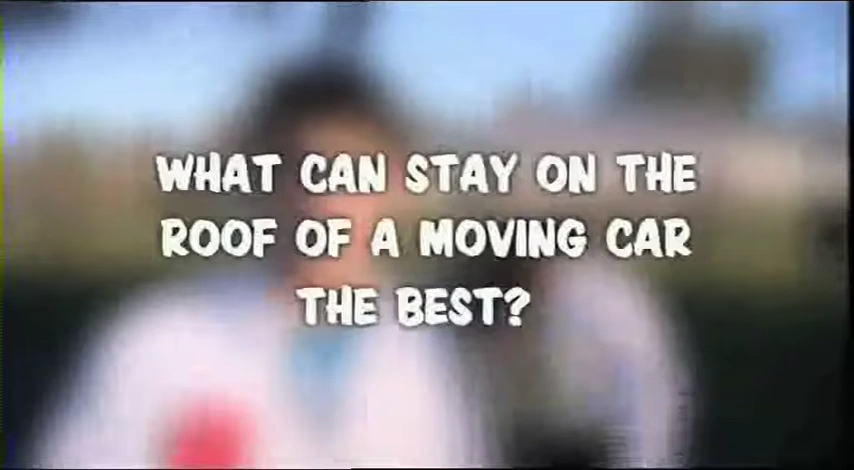 WHAT CAN STAY ON THE
ROOF OF A MOVING CAR
THE BEST?